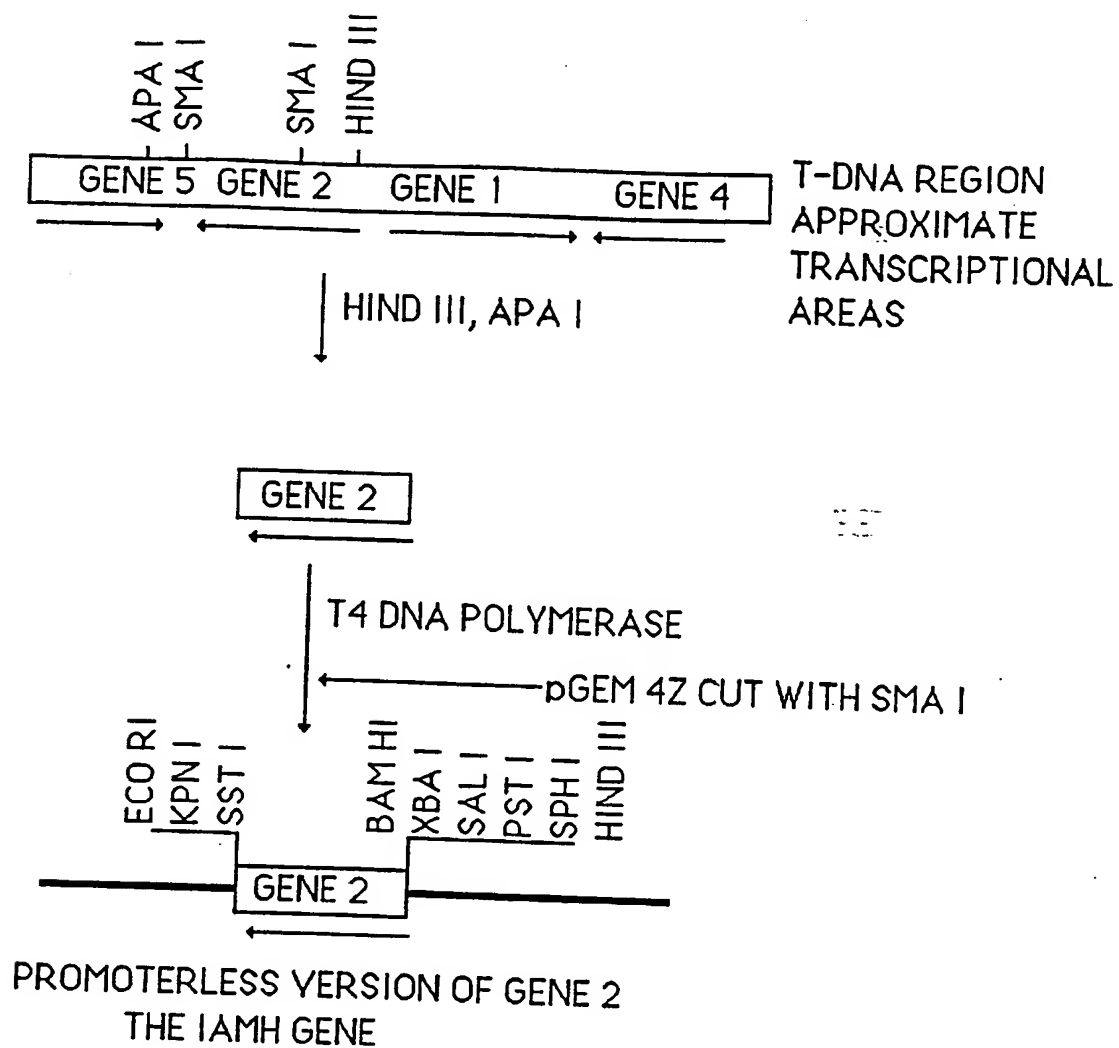 APA I
SMA I
SMA I
HIND III
GENE 5
GENE 2
GENE 1
GENE 4
T-DNA REGION
APPROXIMATE
TRANSCRIPTIONAL
AREAS
HIND III, APA I
GENE 2
T4 DNA POLYMERASE
pGEM 4Z CUT WITH SMA I
ECO RI
KPN I
SST I
BAM HI
XBA I
SAL I
PST I
SPH I
HIND III
GENE 2
PROMOTERLESS VERSION OF GENE 2
THE IAMH GENE